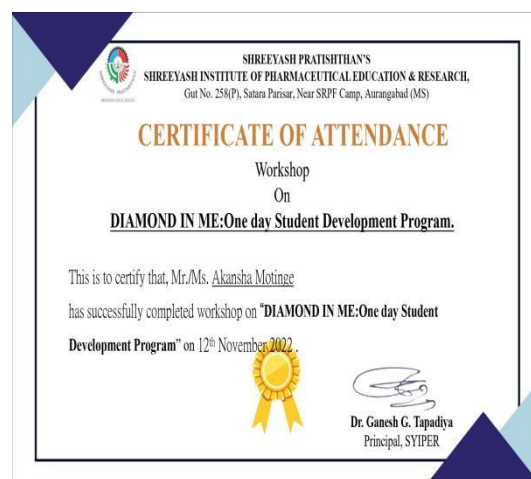 SHREEYASH PRATISHTHAN'S
SHREEYASH INSTITUTE OF PHARMACEUTICAL EDUCATION & RESEARCH,
Gut No. 258(P), Satara Parisar, Near SRPF Camp, Aurangabad (MS)
CERTIFICATE OF ATTENDANCE
Workshop
On
DIAMOND IN ME:One day Student Development Program.
This is to certify that, Mr./Ms. Akansha Motinge
has successfully completed workshop on "DIAMOND IN ME:One day Student
Development Program" on 12th November 2022 .
Dr. Ganesh G. Tapadiya
Principal, SYIPER